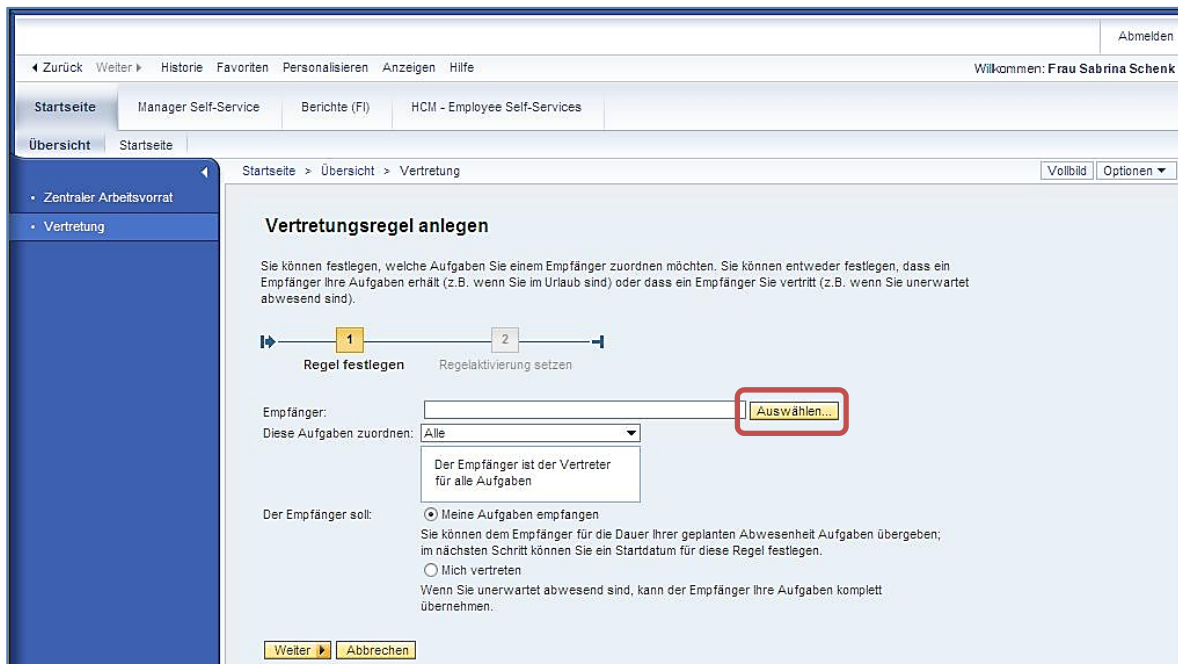 Abmelden
Zurück Weiter Historie Favoriten Personalisieren Anzeigen Hilfe Willkommen: Frau Sabrina Schenk
Startseite Manager Self-Service Berichte (FI) HCM - Employee Self-Services
Übersicht Startseite
Startseite > Übersicht > Vertretung Vollbild Optionen
• Zentraler Arbeitsvorrat
• Vertretung
Vertretungsregel anlegen
Sie können festlegen, welche Aufgaben Sie einem Empfänger zuordnen möchten. Sie können entweder festlegen, dass ein
Empfänger Ihre Aufgaben erhält (z.B. wenn Sie im Urlaub sind) oder dass ein Empfänger Sie vertritt (z.B. wenn Sie unerwartet
abwesend sind).
1 2
Regel festlegen Regelaktivierung setzen
Empfänger: Auswählen...
Diese Aufgaben zuordnen: Alle
Der Empfänger ist der Vertreter
für alle Aufgaben
Der Empfänger soll: Meine Aufgaben empfangen
Sie können dem Empfänger für die Dauer Ihrer geplanten Abwesenheit Aufgaben übergeben;
im nächsten Schritt können Sie ein Startdatum für diese Regel festlegen.
Mich vertreten
Wenn Sie unerwartet abwesend sind, kann der Empfänger Ihre Aufgaben komplett
übernehmen.
Weiter Abbrechen